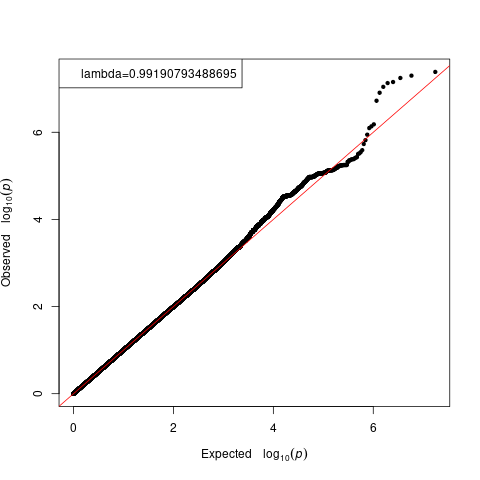 lambda=0.99190793488695
6
4
2
0
Observed log₁₀(p)
0 2 4 6
Expected log₁₀(p)